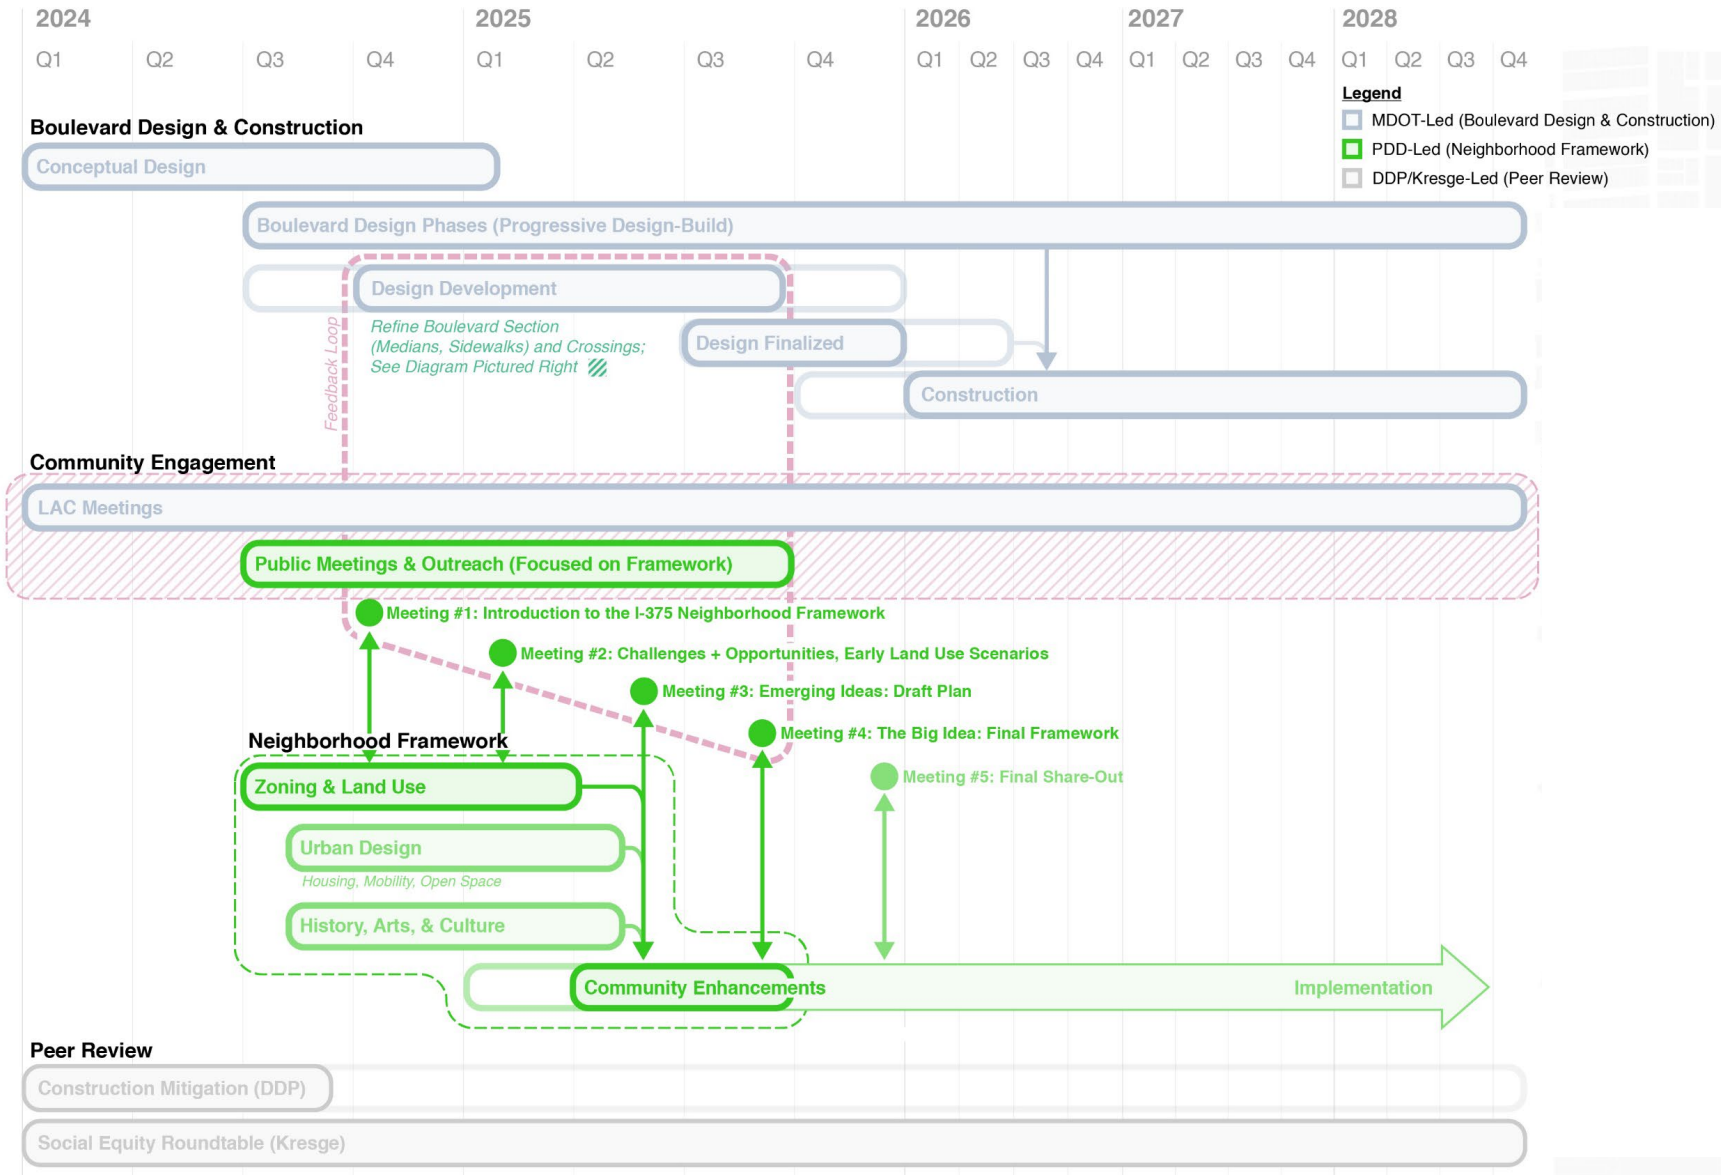 2024 2025 2026 2027 2028
Q1 Q2 Q3 Q4 Q1 Q2 Q3 Q4 Q1 Q2 Q3 Q4 Q1 Q2 Q3 Q4 Q1 Q2 Q3 Q4
Legend
MDOT-Led (Boulevard Design & Construction)
PDD-Led (Neighborhood Framework)
DDP/Kresge-Led (Peer Review)
Boulevard Design & Construction
Conceptual Design
Boulevard Design Phases (Progressive Design-Build)
Design Development
Refine Boulevard Section
(Medians, Sidewalks) and Crossings;
See Diagram Pictured Right
Design Finalized
Feedback Loop
Construction
Community Engagement
LAC Meetings
Public Meetings & Outreach (Focused on Framework)
Meeting #1: Introduction to the I-375 Neighborhood Framework
Meeting #2: Challenges + Opportunities, Early Land Use Scenarios
Meeting #3: Emerging Ideas: Draft Plan
Meeting #4: The Big Idea: Final Framework
Meeting #5: Final Share-Out
Neighborhood Framework
Zoning & Land Use
Urban Design
Housing, Mobility, Open Space
History, Arts, & Culture
Community Enhancements
Implementation
Peer Review
Construction Mitigation (DDP)
Social Equity Roundtable (Kresge)